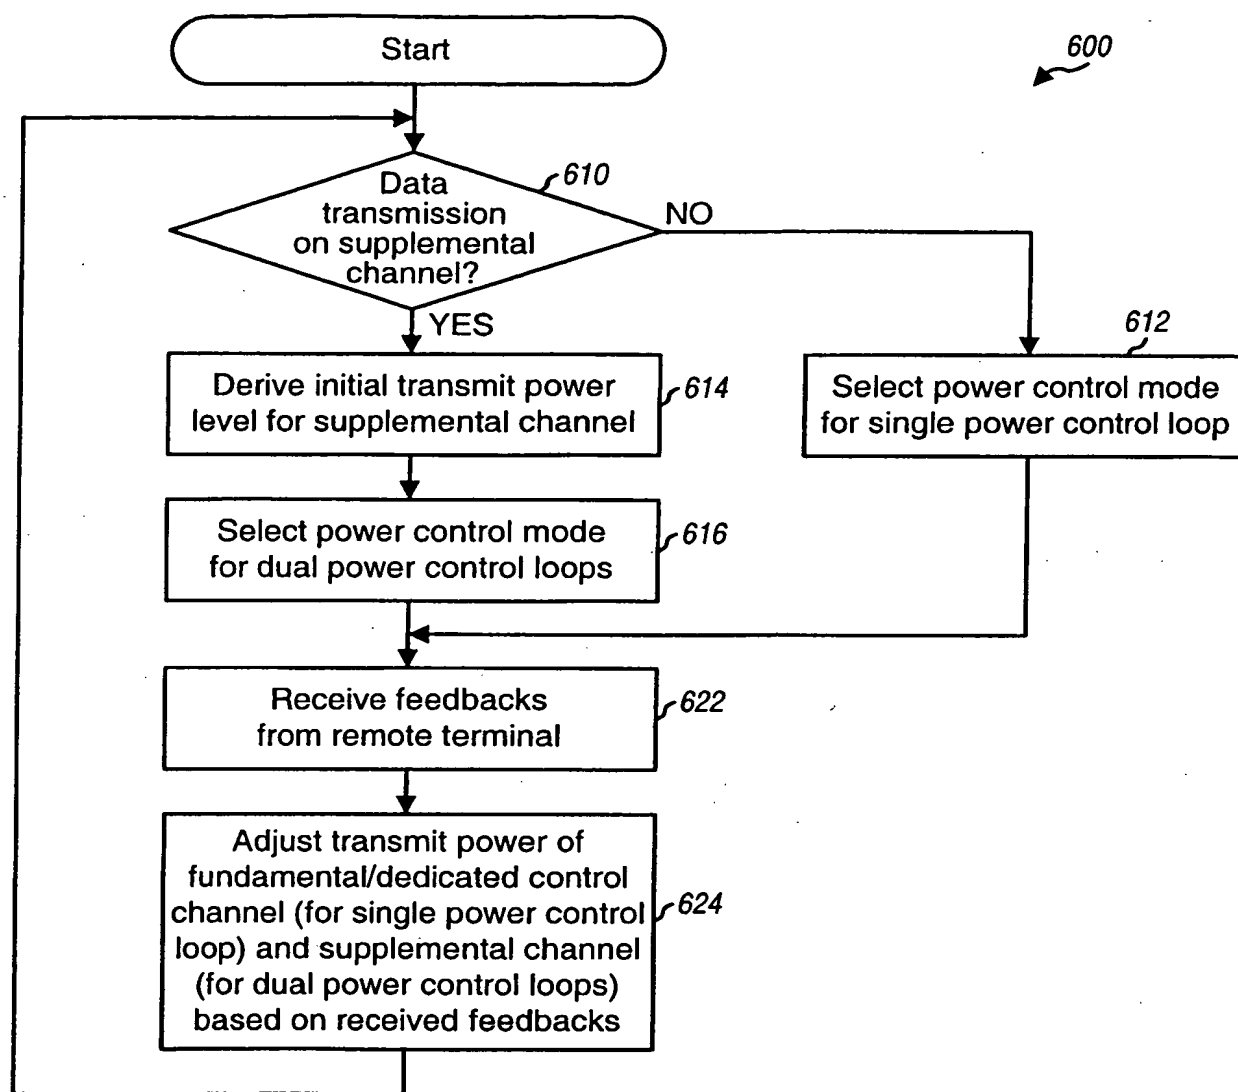 Start
600
Data
transmission
on supplemental
channel?
610
NO
YES
612
Derive initial transmit power
level for supplemental channel
614
Select power control mode
for single power control loop
Select power control mode
for dual power control loops
616
Receive feedbacks
from remote terminal
622
Adjust transmit power of
fundamental/dedicated control
channel (for single power control
loop) and supplemental channel
(for dual power control loops)
based on received feedbacks
624